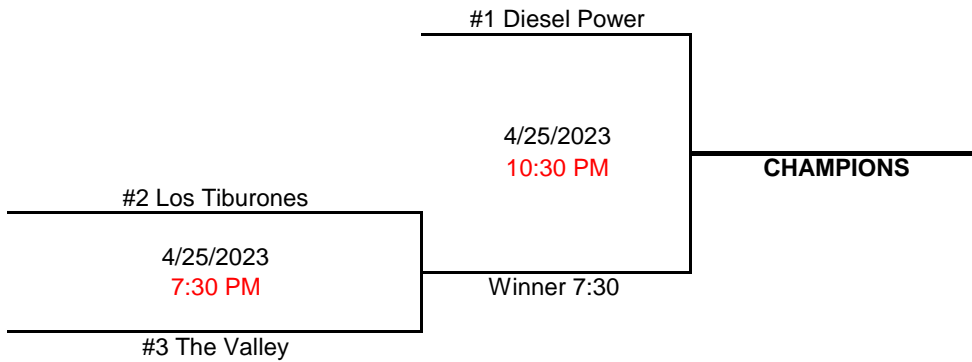 #1 Diesel Power
4/25/2023
10:30 PM
CHAMPIONS
#2 Los Tiburones
4/25/2023
7:30 PM
Winner 7:30
#3 The Valley